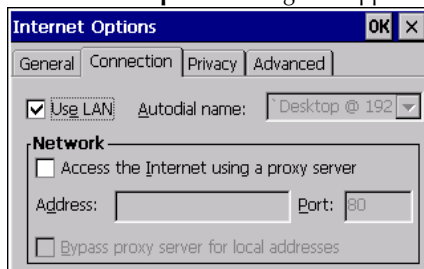 Internet Options OK ×
General Connection Privacy Advanced
Use LAN Autodial name: `Desktop @ 192
Network
Access the Internet using a proxy server
Address: Port: 80
Bypass proxy server for local addresses